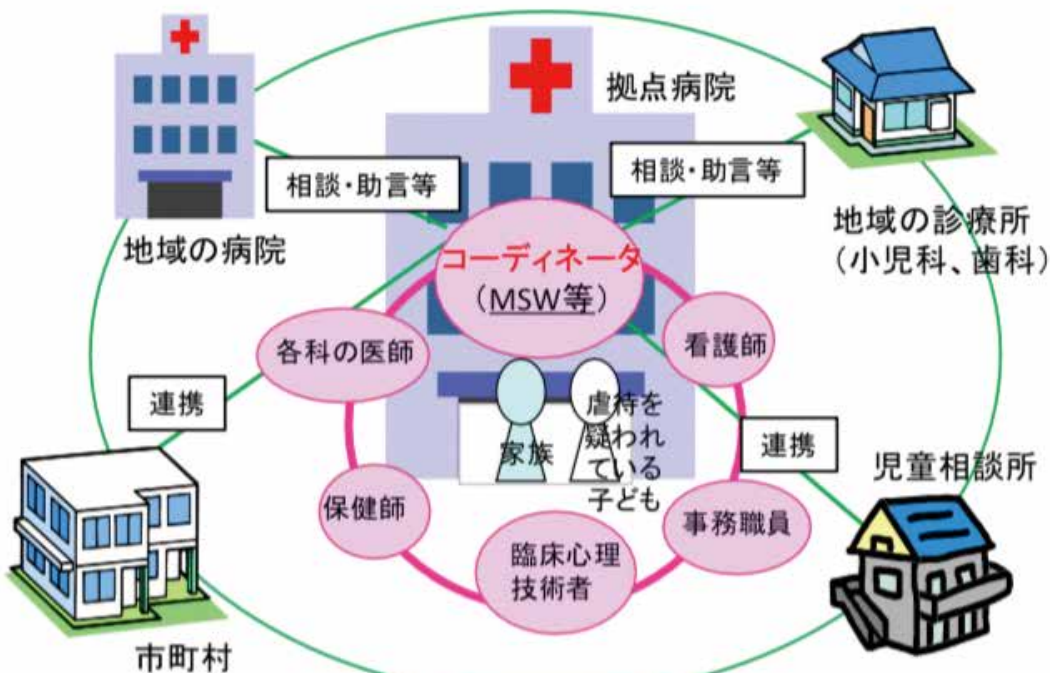 拠点病院
相談・助言等
相談・助言等
地域の病院
地域の診療所
(小児科、歯科)
コーディネータ
(MSW等)
各科の医師
看護師
連携
虐待を
疑われ
ている
子ども
家族
連携
児童相談所
保健師
事務職員
臨床心理
技術者
市町村